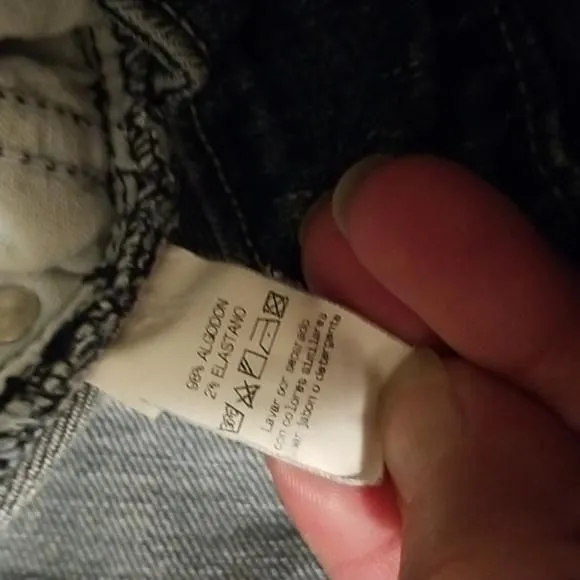 98% ALGODON
2% ELASTANO
Lavar por separado
con colores similares
jabon o detergente